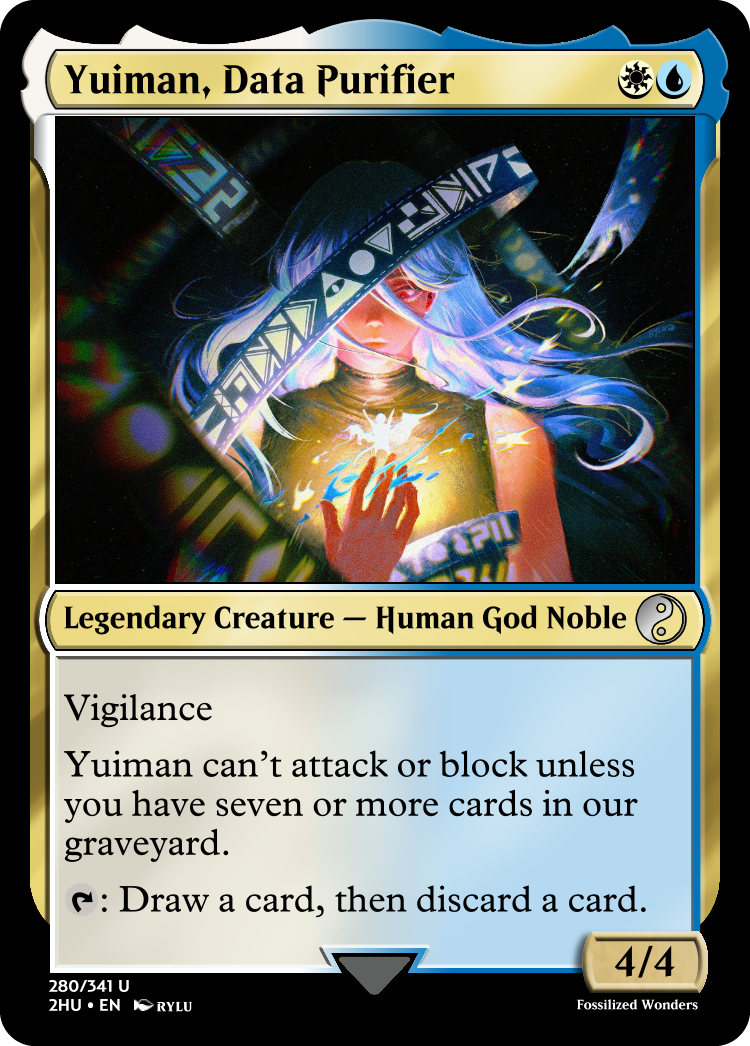 Yuiman, Data Purifier
Legendary Creature — Human God Noble
Vigilance
Yuiman can't attack or block unless
you have seven or more cards in our
graveyard.
: Draw a card, then discard a card.
4/4
280/341 U
2HU • EN RYLU
Fossilized Wonders